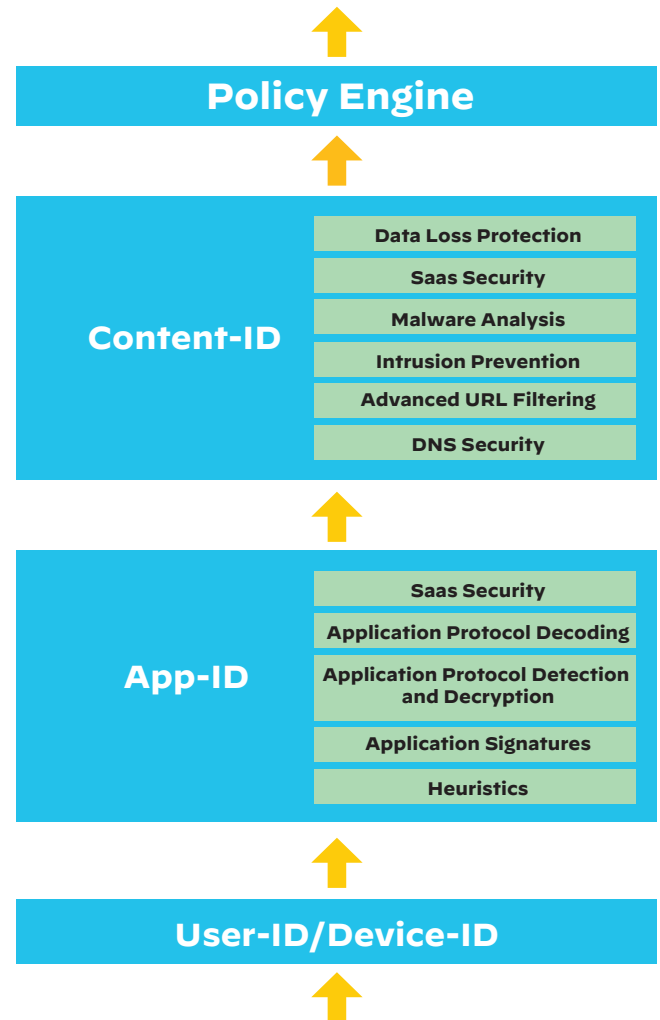 Policy Engine
Content-ID
Data Loss Protection
Saas Security
Malware Analysis
Intrusion Prevention
Advanced URL Filtering
DNS Security
App-ID
Saas Security
Application Protocol Decoding
Application Protocol Detection
and Decryption
Application Signatures
Heuristics
User-ID/Device-ID